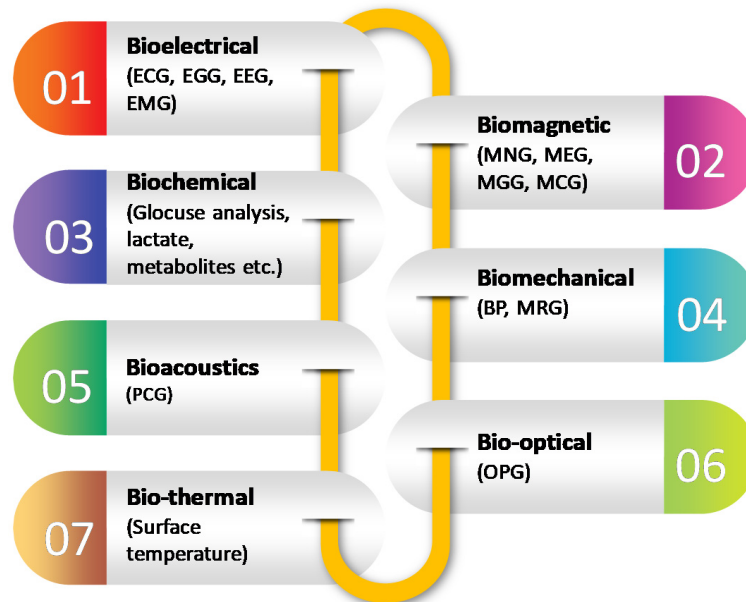 01
Bioelectrical
(ECG, EGG, EEG,
EMG)
02
Biomagnetic
(MNG, MEG,
MGG, MCG)
03
Biochemical
(Glocuse analysis,
lactate,
metabolites etc.)
04
Biomechanical
(BP, MRG)
05
Bioacoustics
(PCG)
06
Bio-optical
(OPG)
07
Bio-thermal
(Surface
temperature)